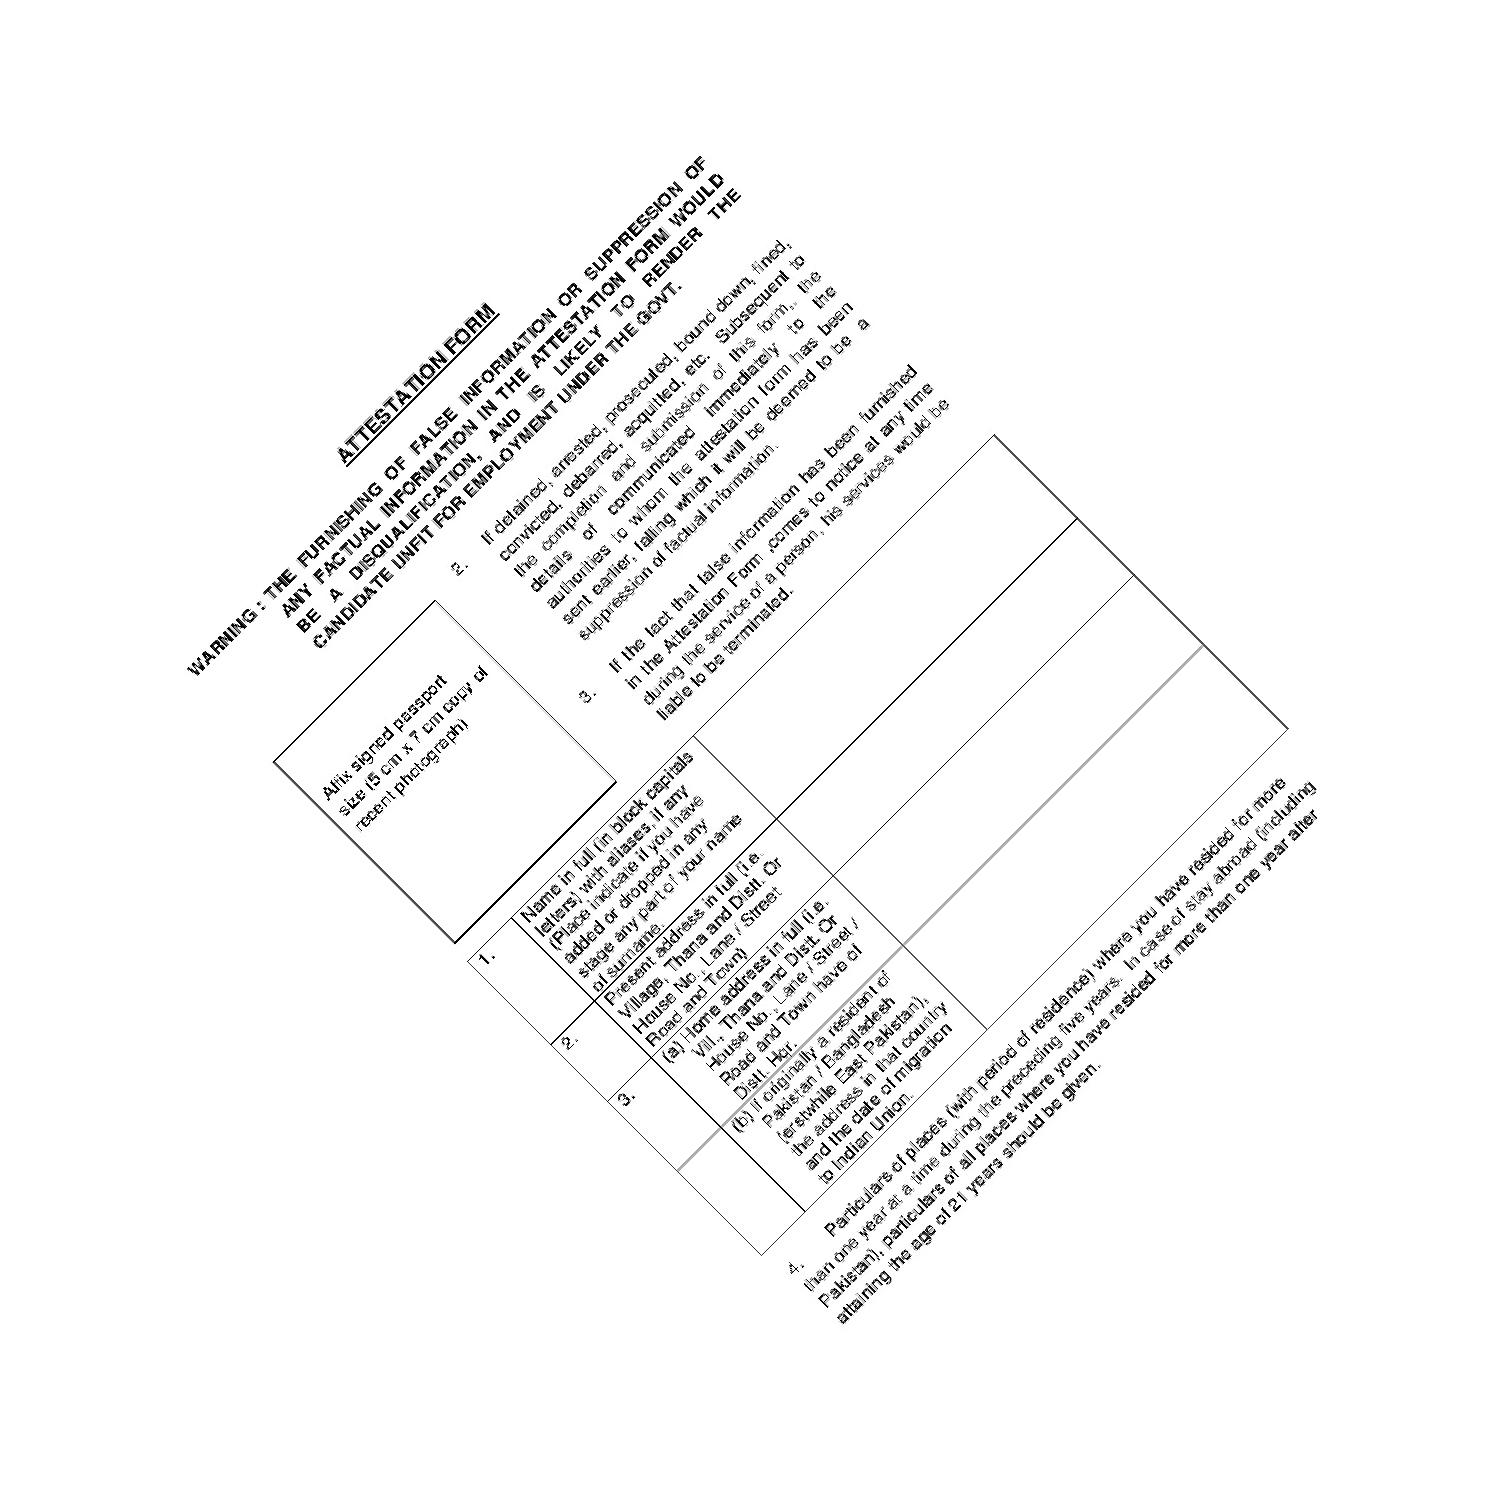 ATTESTATION FORM
WARNING : THE FURNISHING OF FALSE INFORMATION OR SUPPRESSION OF
ANY FACTUAL INFORMATION IN THE ATTESTATION FORM WOULD
BE A DISQUALIFICATION, AND IS LIKELY TO RENDER THE
CANDIDATE UNFIT FOR EMPLOYMENT UNDER THE GOVT.
Affix signed passport
size (5 cm x 7 cm copy of
recent photograph)
2. If detained, arrested, prosecuted, bound down, fined,
convicted, debarred, acquitted, etc. Subsequent to
the completion and submission of this form,, the
details of communicated immediately to the
authorities to whom the attestation form has been
sent earlier, failing which it will be deemed to be a
suppression of factual information.
3. If the fact that false information has been furnished
in the Attestation Form ,comes to notice at any time
during the service of a person, his services would be
liable to be terminated.
1. Name in full (in block capitals
letters) with aliases, if any
(Place indicate if you have
added or dropped in any
stage any part of your name
of surname.
2. Present address in full (i.e.
Village, Thana and Distt. Or
House No., Lane / Street
Road and Town)
3. (a) Home address in full (i.e.
Vill., Thana and Distt. Or
House No., Lane / Street /
Road and Town have of
Distt. Hqr.
(b) If originally a resident of
Pakistan / Bangladesh
(erstwhile East Pakistan),
the address in that country
and the date of migration
to Indian Union.
4. Particulars of places (with period of residence) where you have resided for more
than one year at a time during the preceding five years. In case of stay abroad (including
Pakistan), particulars of all places where you have resided for more than one year after
attaining the age of 21 years should be given.